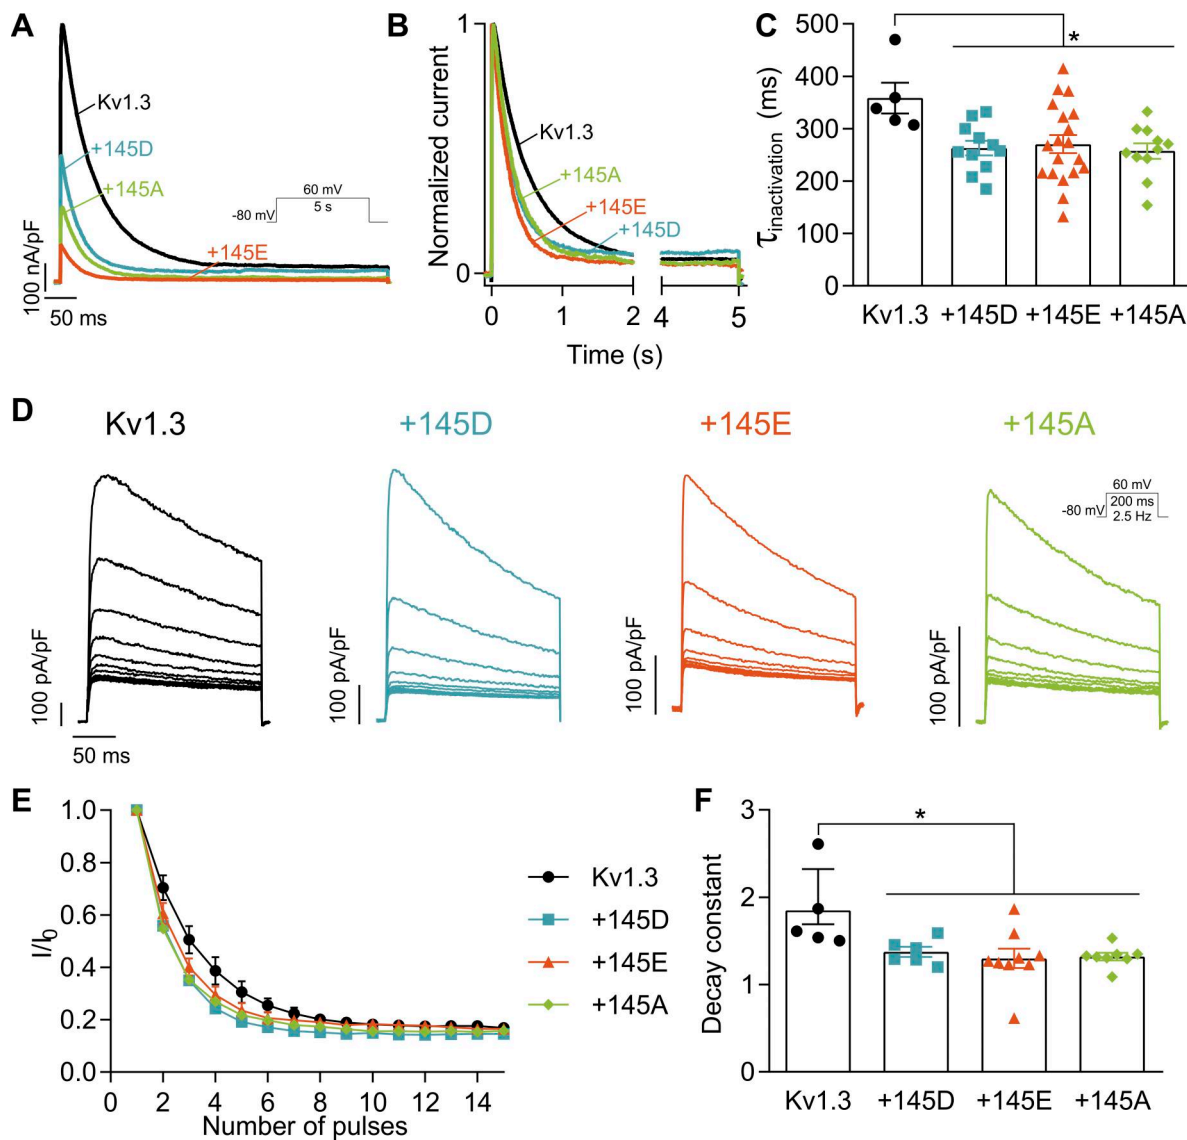 A
Kv1.3
+145D
+145A
+145E
60 mV
-80 mV
5 s
100 nA/pF
50 ms
B
Normalized current
1
0
Kv1.3
+145A
+145E
+145D
0 1 2 4 5
Time (s)
C
τinactivation (ms)
500
400
300
200
100
0
*
Kv1.3 +145D +145E +145A
D
Kv1.3 +145D +145E +145A
60 mV
-80 mV 200 ms
2.5 Hz
100 pA/pF
100 pA/pF
100 pA/pF
100 pA/pF
50 ms
E
I/I0
1.0
0.8
0.6
0.4
0.2
0.0
0 2 4 6 8 10 12 14
Number of pulses
Kv1.3
+145D
+145E
+145A
F
Decay constant
3
2
1
0
*
Kv1.3 +145D +145E +145A